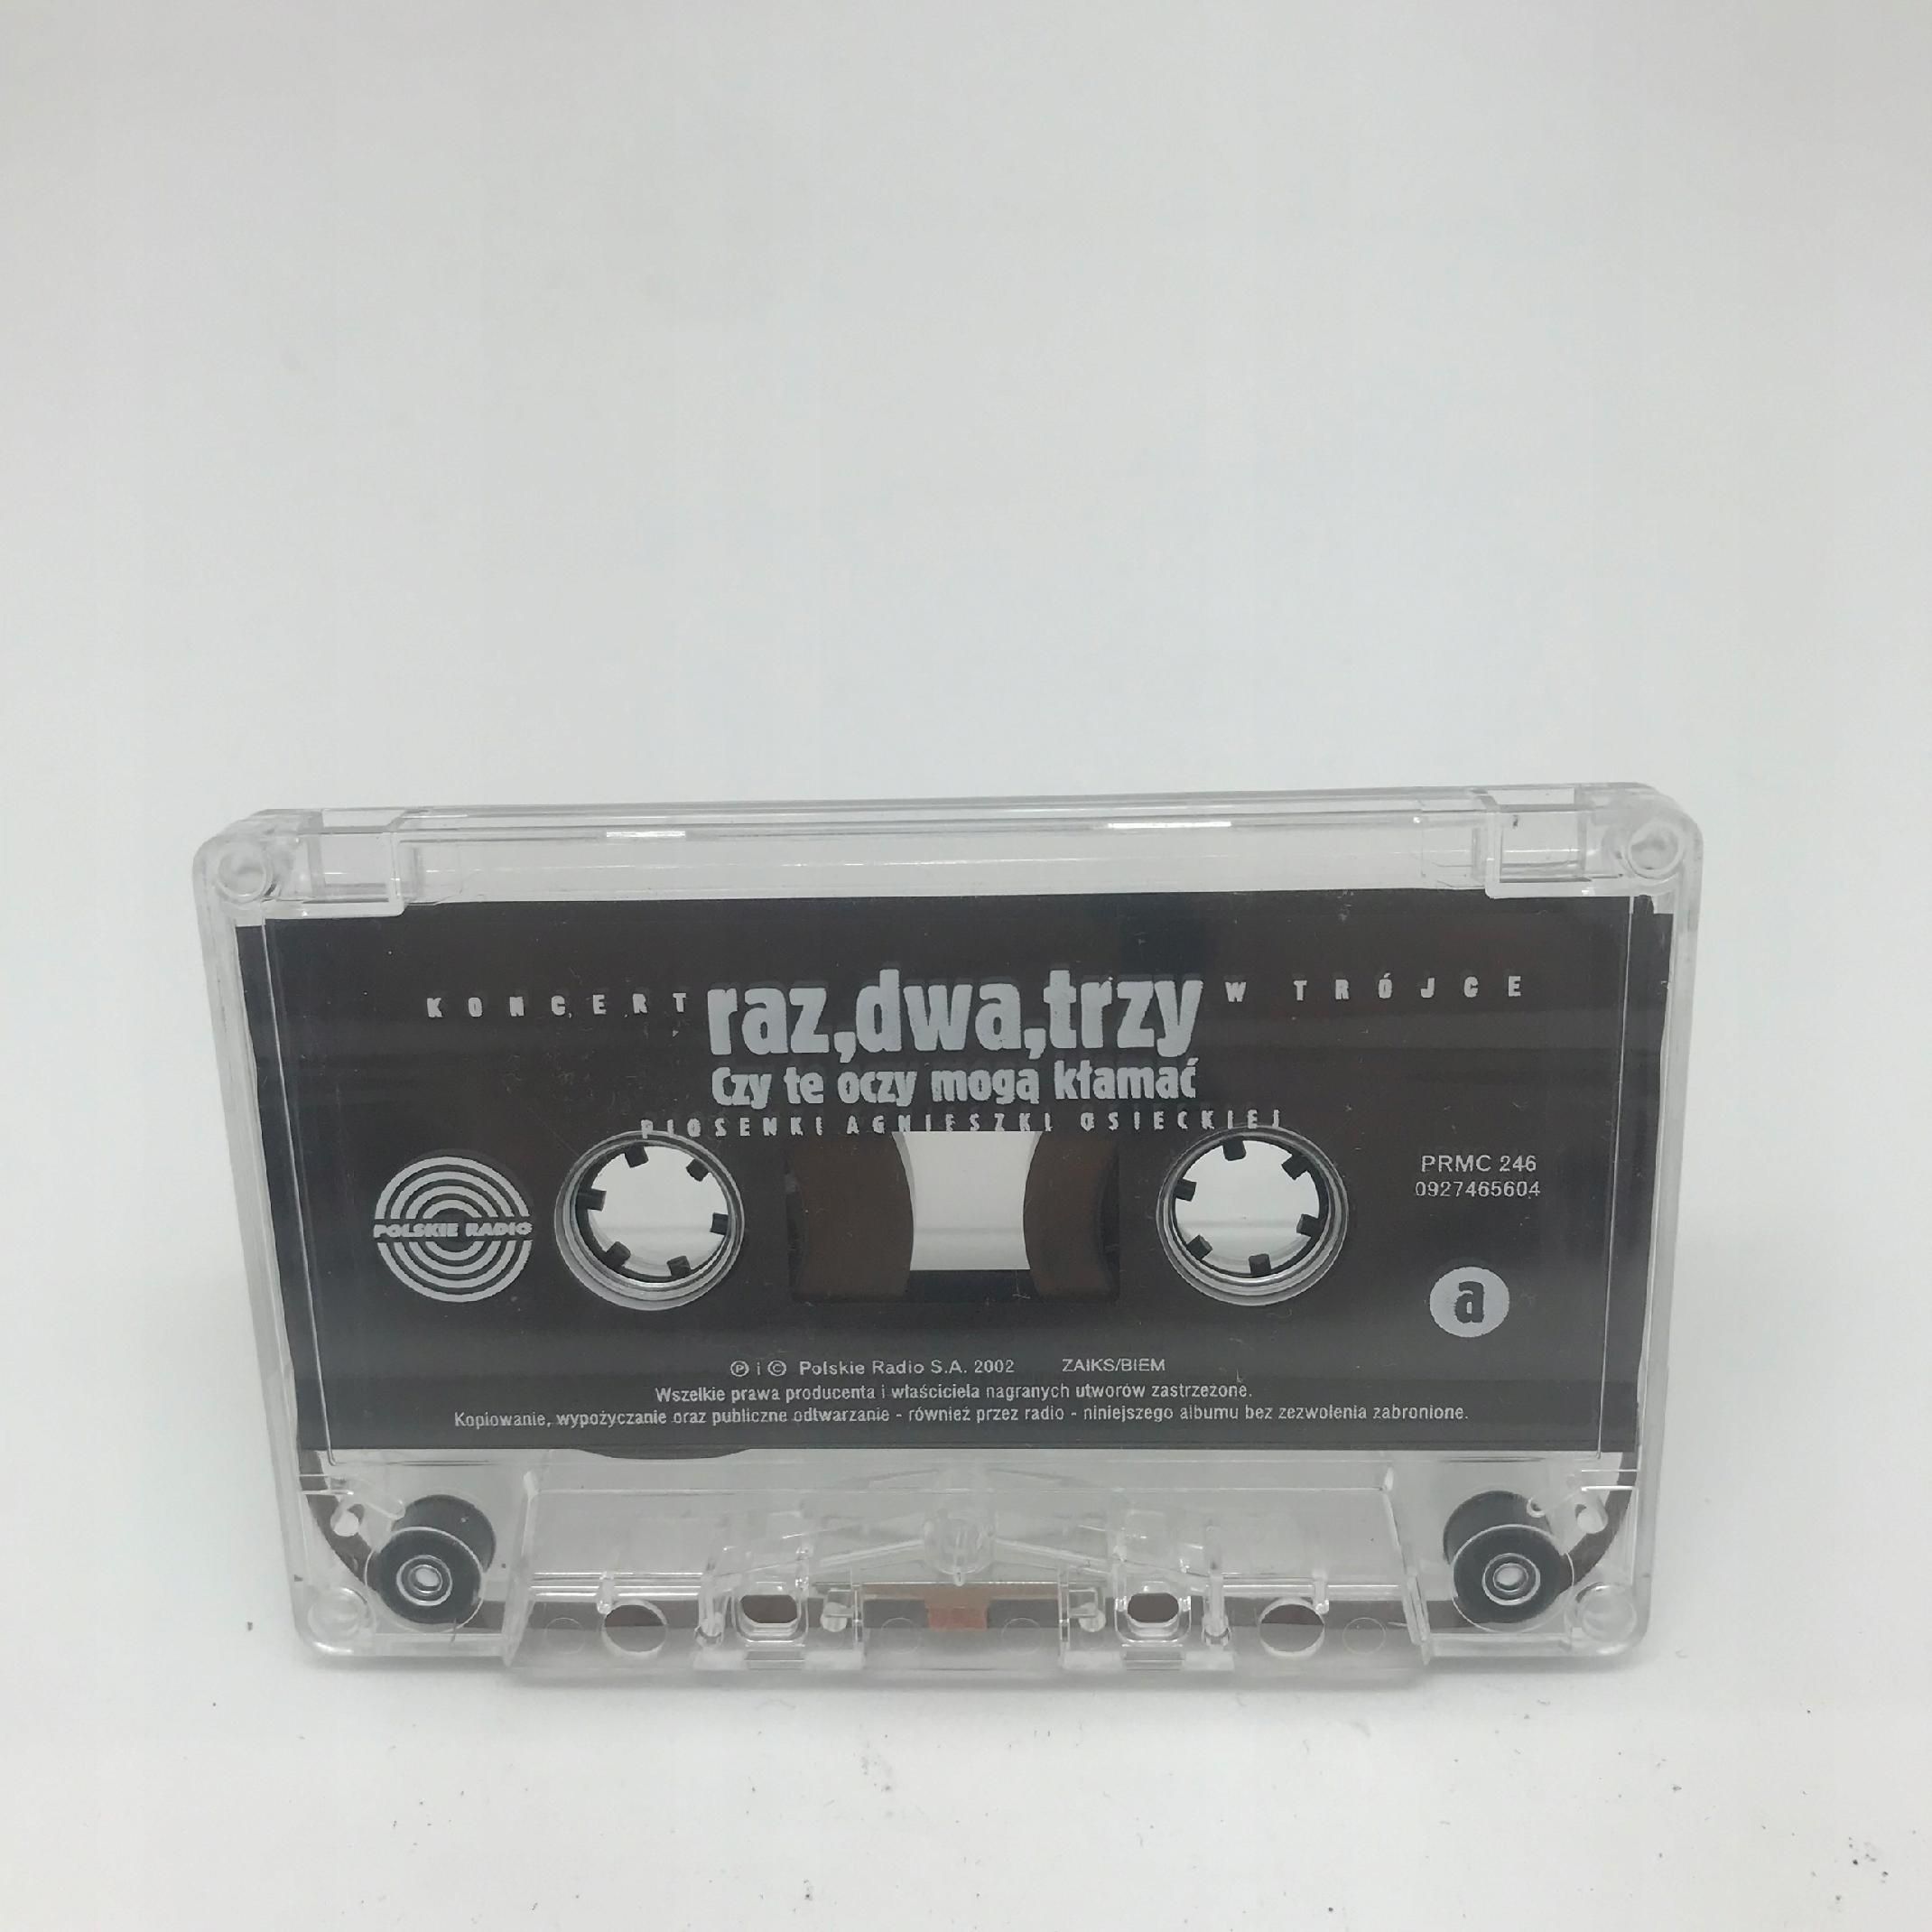 KONCERT raz,dwa,trzy W TRÓJCE
Czy te oczy mogą kłamać
PIOSENKI AGNIESZKI OSIECKIEJ
POLSKIE RADIO
PRMC 246
0927465604
a
℗ i © Polskie Radio S.A. 2002 ZAIKS/BIEM
Wszelkie prawa producenta i właściciela nagranych utworów zastrzeżone.
Kopiowanie, wypożyczanie oraz publiczne odtwarzanie - również przez radio - niniejszego albumu bez zezwolenia zabronione.